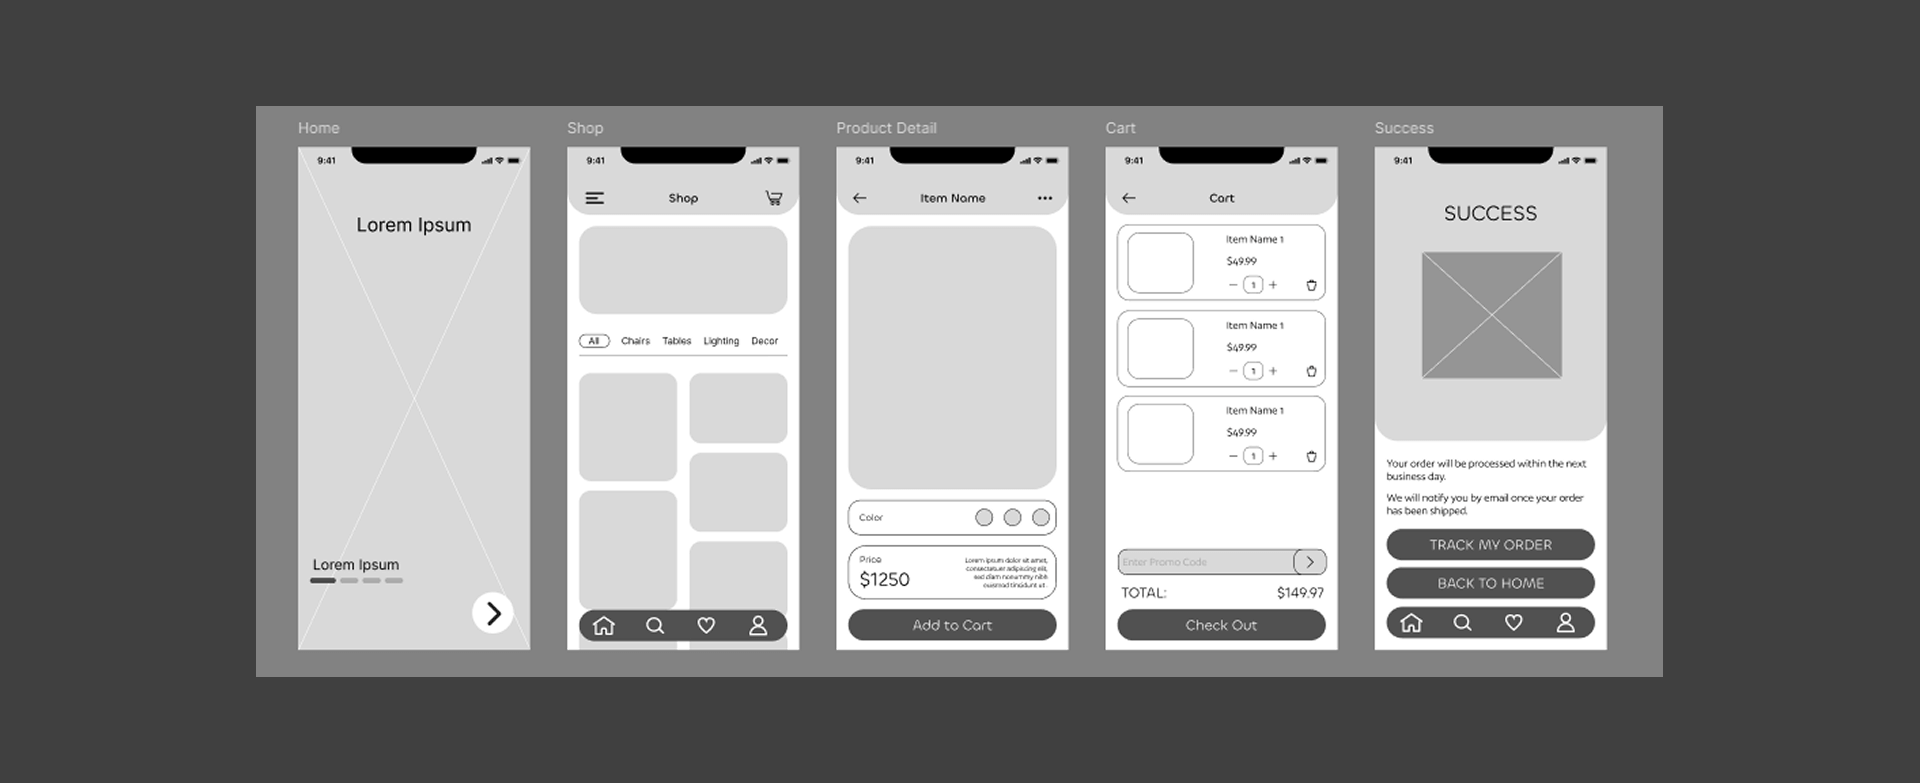 Home
9:41
Lorem Ipsum
Lorem Ipsum
Shop
9:41
Shop
All Chairs Tables Lighting Decor
Product Detail
9:41
Item Name
Color
Price
$1250
Lorem ipsum dolor sit amet,
consectetuer adipiscing elit,
sed diam nonummy nibh
euismod tincidunt ut.
Add to Cart
Cart
9:41
Cart
Item Name 1
$49.99
1
Item Name 1
$49.99
1
Item Name 1
$49.99
1
Enter Promo Code
TOTAL: $149.97
Check Out
Success
9:41
SUCCESS
Your order will be processed within the next
business day.
We will notify you by email once your order
has been shipped.
TRACK MY ORDER
BACK TO HOME